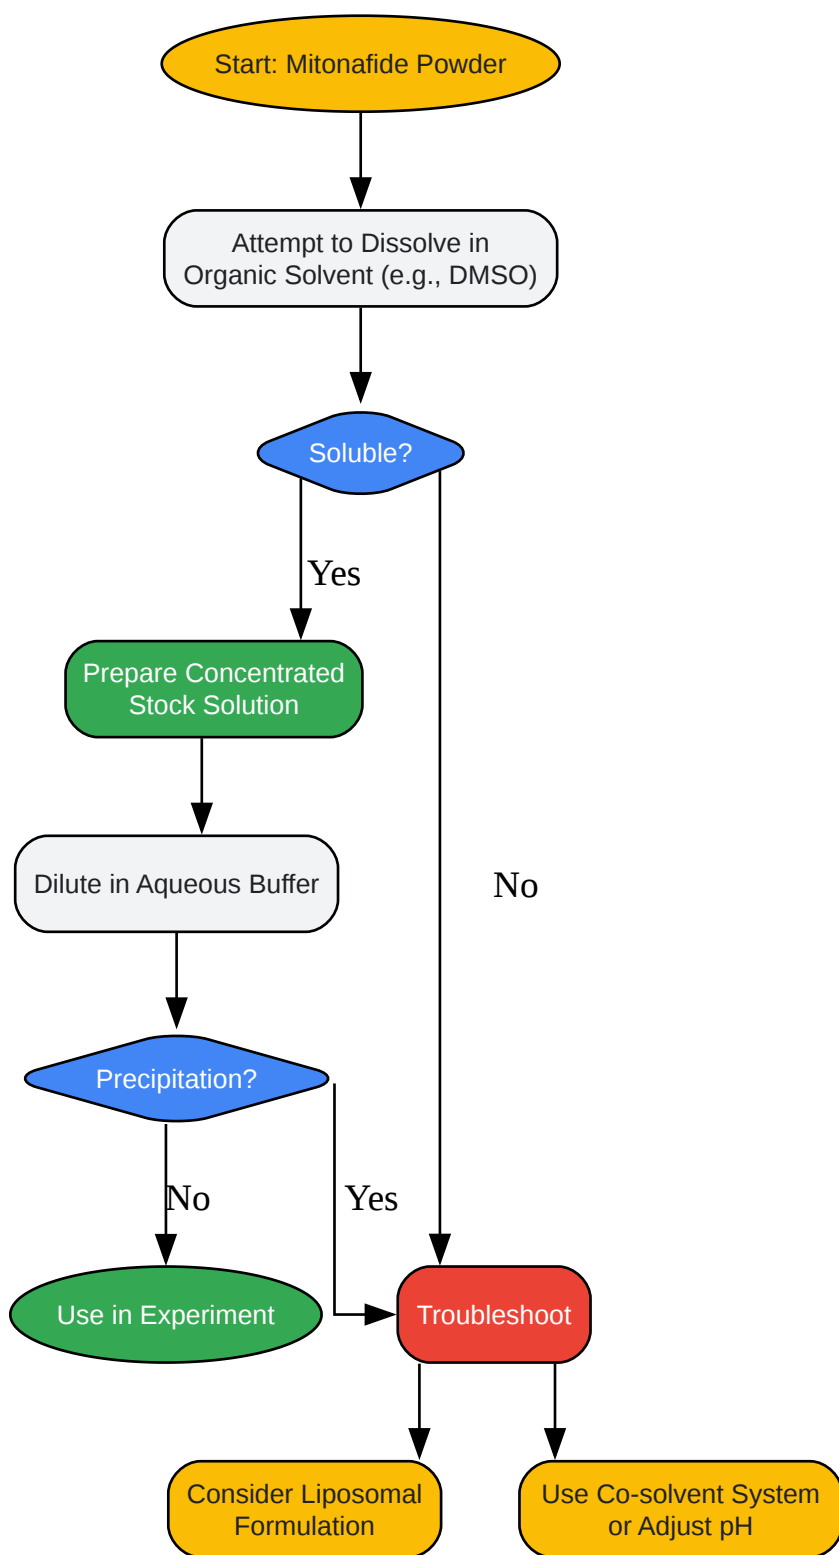 Start: Mitonafide Powder
Attempt to Dissolve in
Organic Solvent (e.g., DMSO)
Soluble?
Yes
Prepare Concentrated
Stock Solution
Dilute in Aqueous Buffer
No
Precipitation?
No
Yes
Use in Experiment
Troubleshoot
Consider Liposomal
Formulation
Use Co-solvent System
or Adjust pH